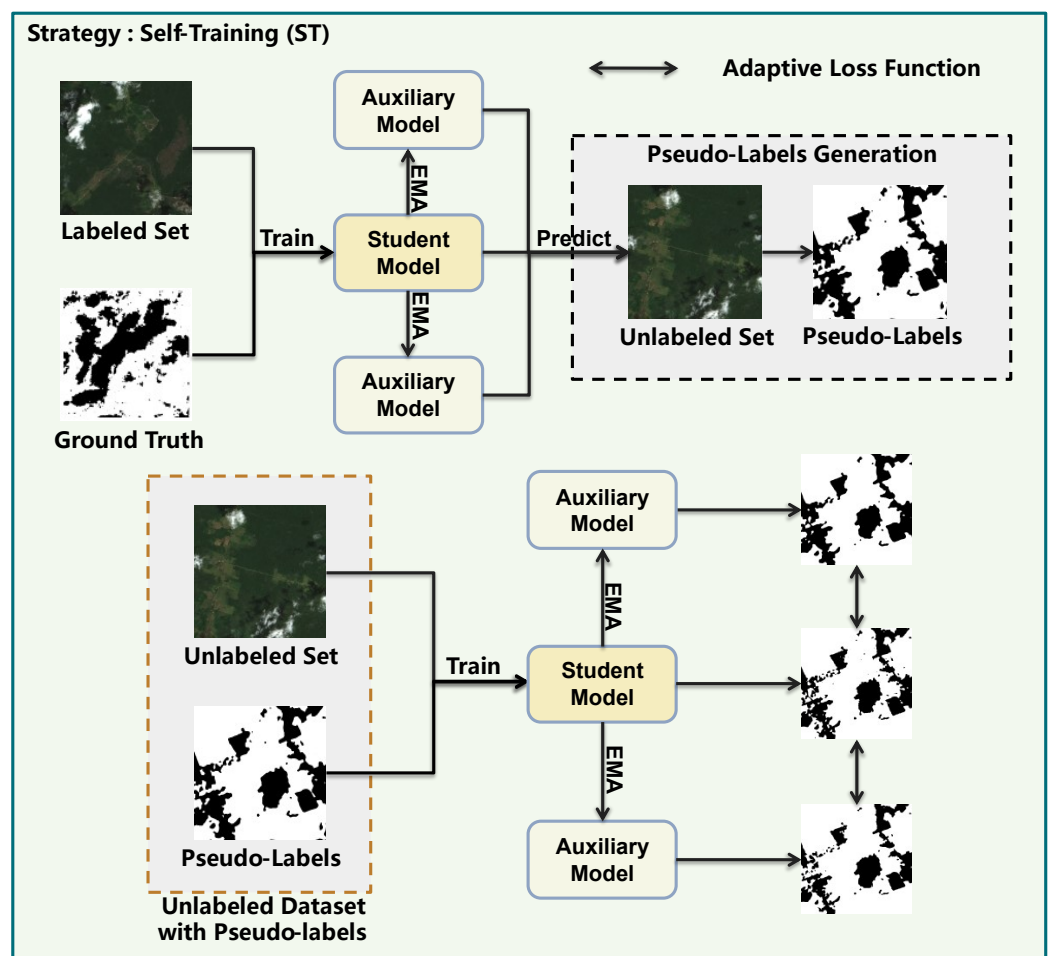 Strategy : Self-Training (ST)
Adaptive Loss Function
Auxiliary
Model
Pseudo-Labels Generation
EMA
Labeled Set
Train
Student
Model
Predict
EMA
Unlabeled Set
Pseudo-Labels
Auxiliary
Model
Ground Truth
Auxiliary
Model
EMA
Unlabeled Set
Train
Student
Model
EMA
Pseudo-Labels
Auxiliary
Model
Unlabeled Dataset
with Pseudo-labels